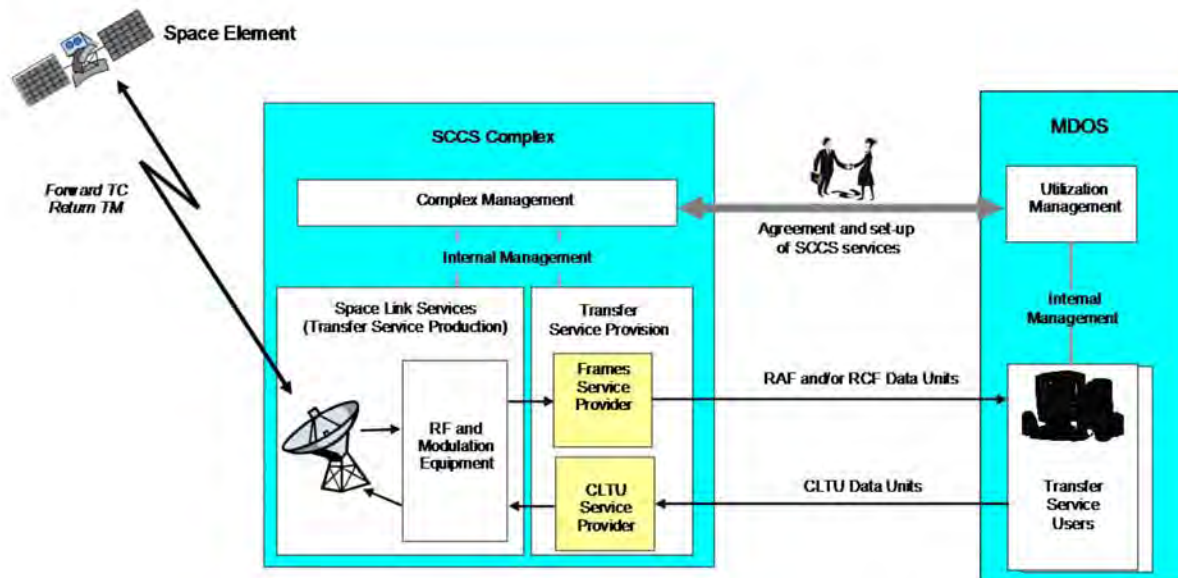 Space Element
Forward TC
Return TM
SCCS Complex
Complex Management
Internal Management
Space Link Services
(Transfer Service Production)
RF and
Modulation
Equipment
Transfer
Service Provision
Frames
Service
Provider
CLTU
Service
Provider
Agreement and set-up
of SCCS services
RAF and/or RCF Data Units
CLTU Data Units
MDOS
Utilization
Management
Internal
Management
Transfer
Service
Users